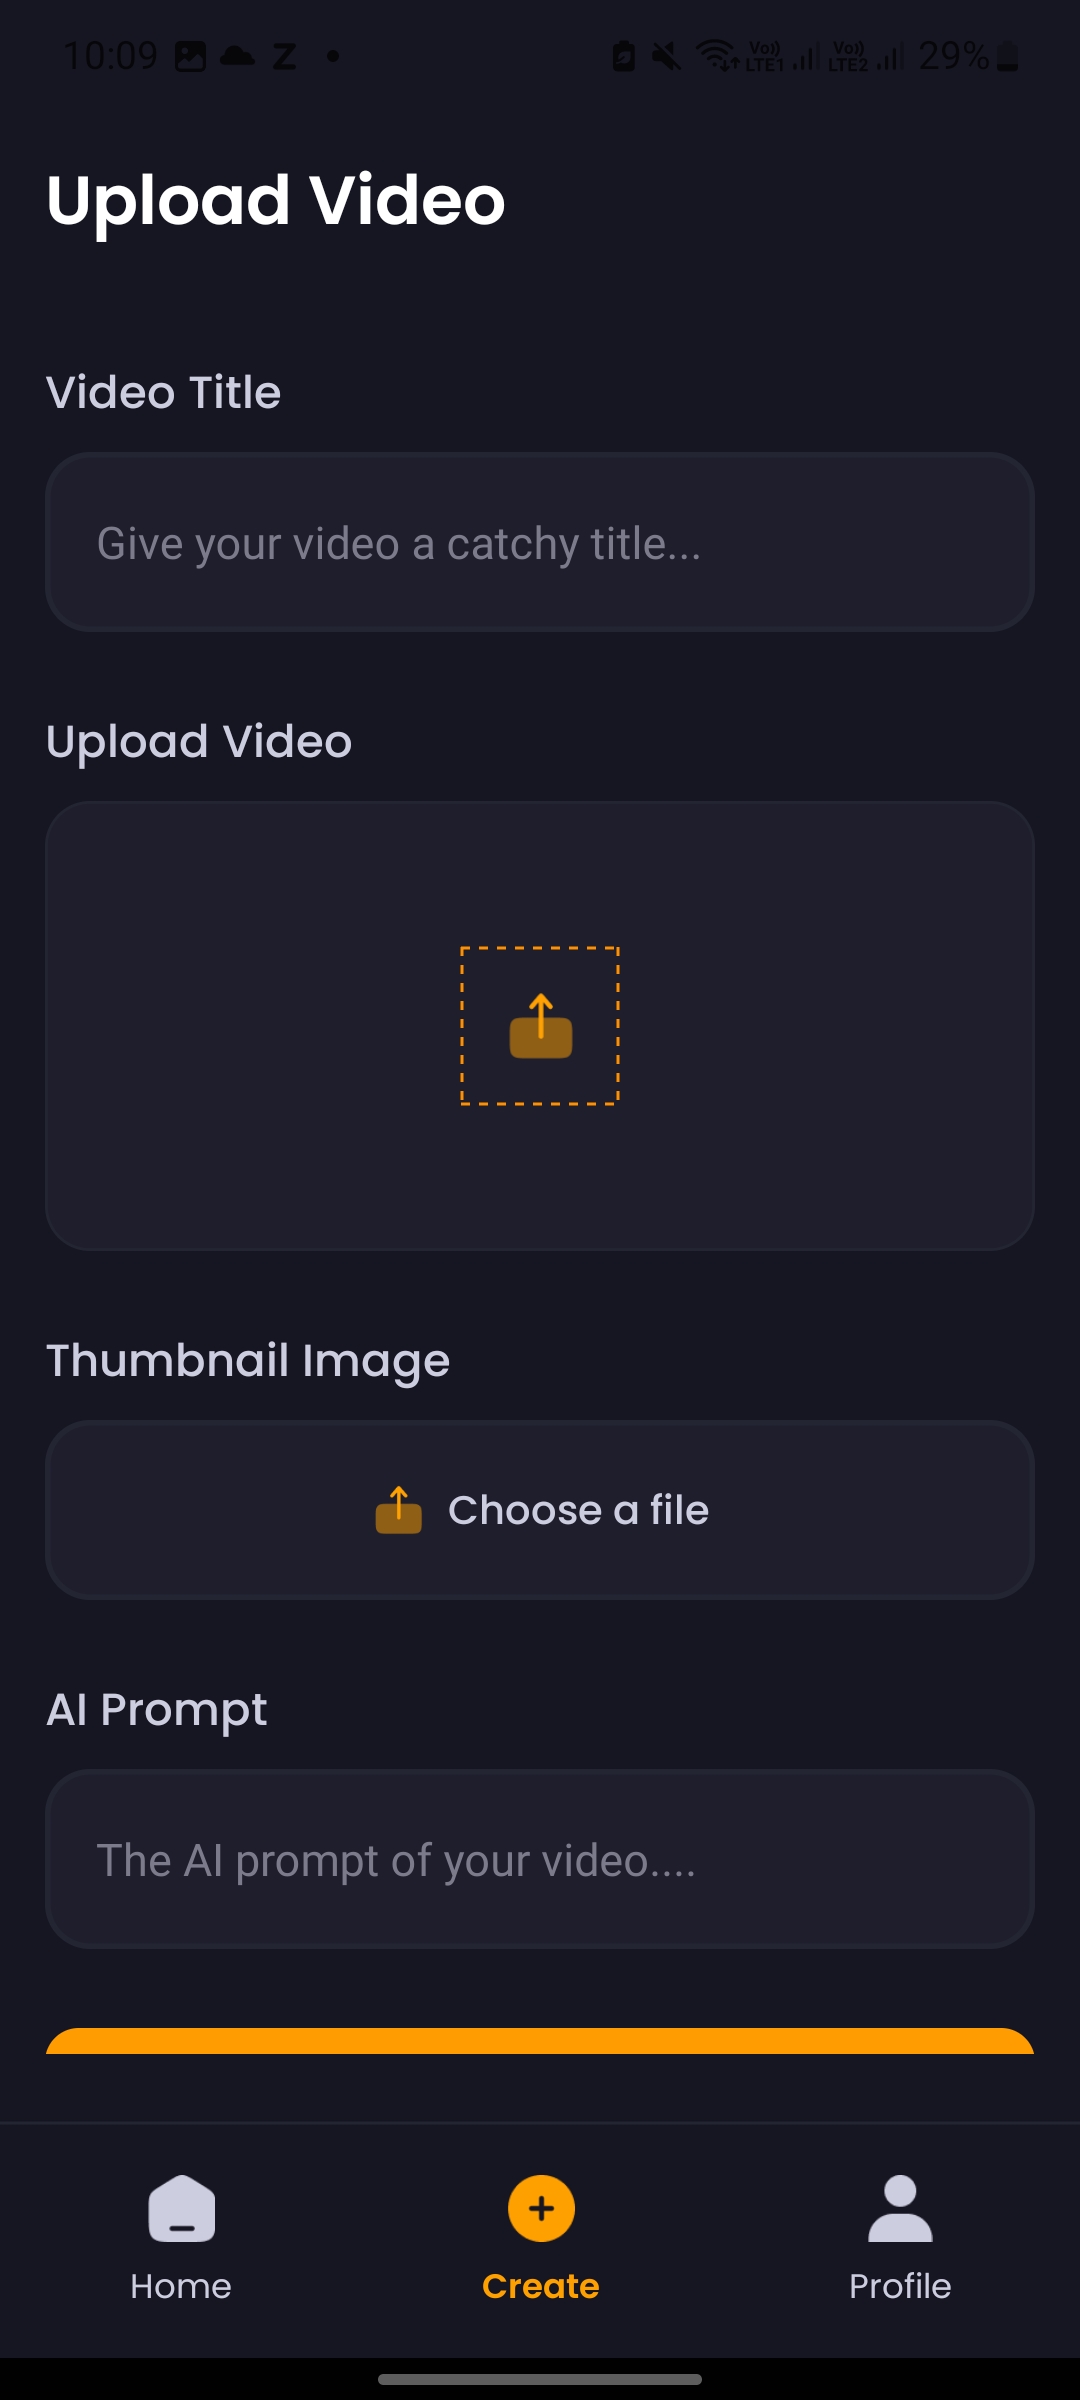 10:09
Vo)) LTE1 Vo)) LTE2 29%
Upload Video
Video Title
Give your video a catchy title...
Upload Video
Thumbnail Image
Choose a file
AI Prompt
The AI prompt of your video....
Home Create Profile